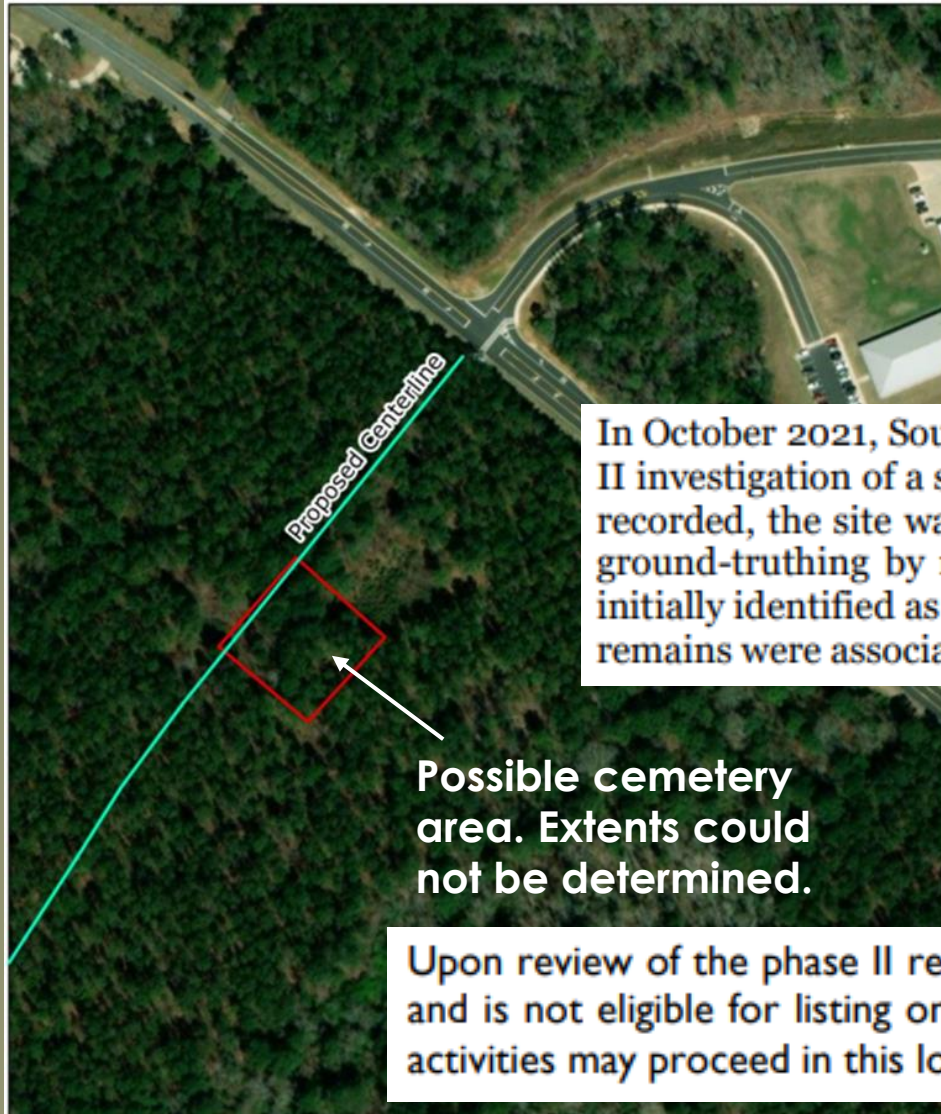 Proposed Centerline
In October 2021, Sou
II investigation of a s
recorded, the site wa
ground-truthing by
initially identified as
remains were associa
Possible cemetery
area. Extents could
not be determined.
Upon review of the phase II re
and is not eligible for listing or
activities may proceed in this lo